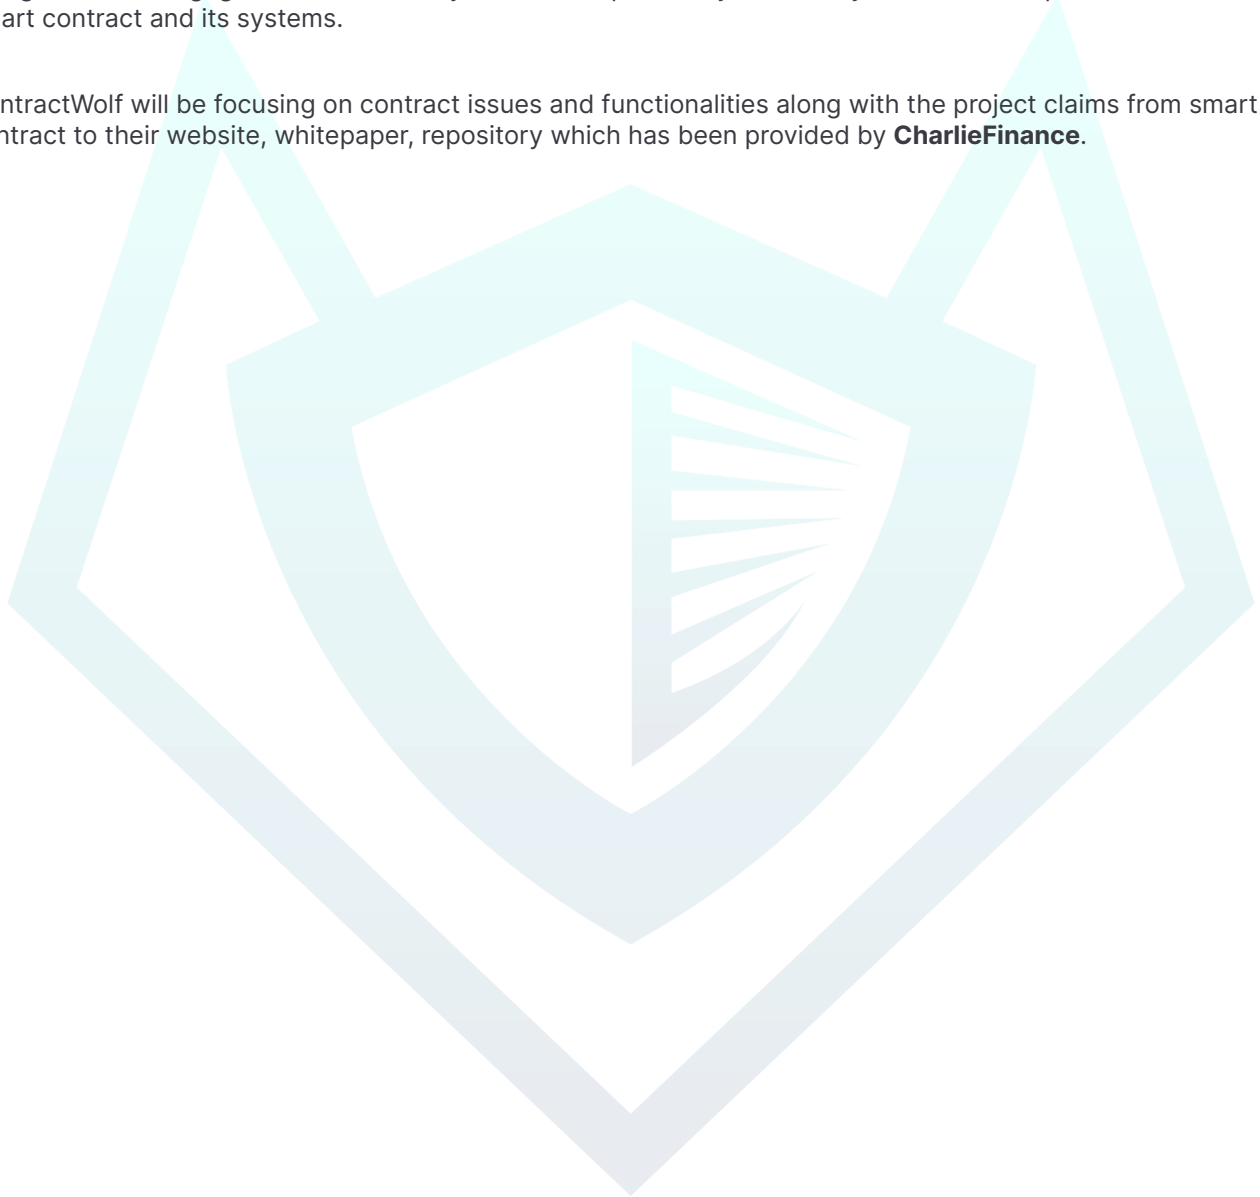 art contract and its systems.
ntractWolf will be focusing on contract issues and functionalities along with the project claims from smart
ntract to their website, whitepaper, repository which has been provided by CharlieFinance.